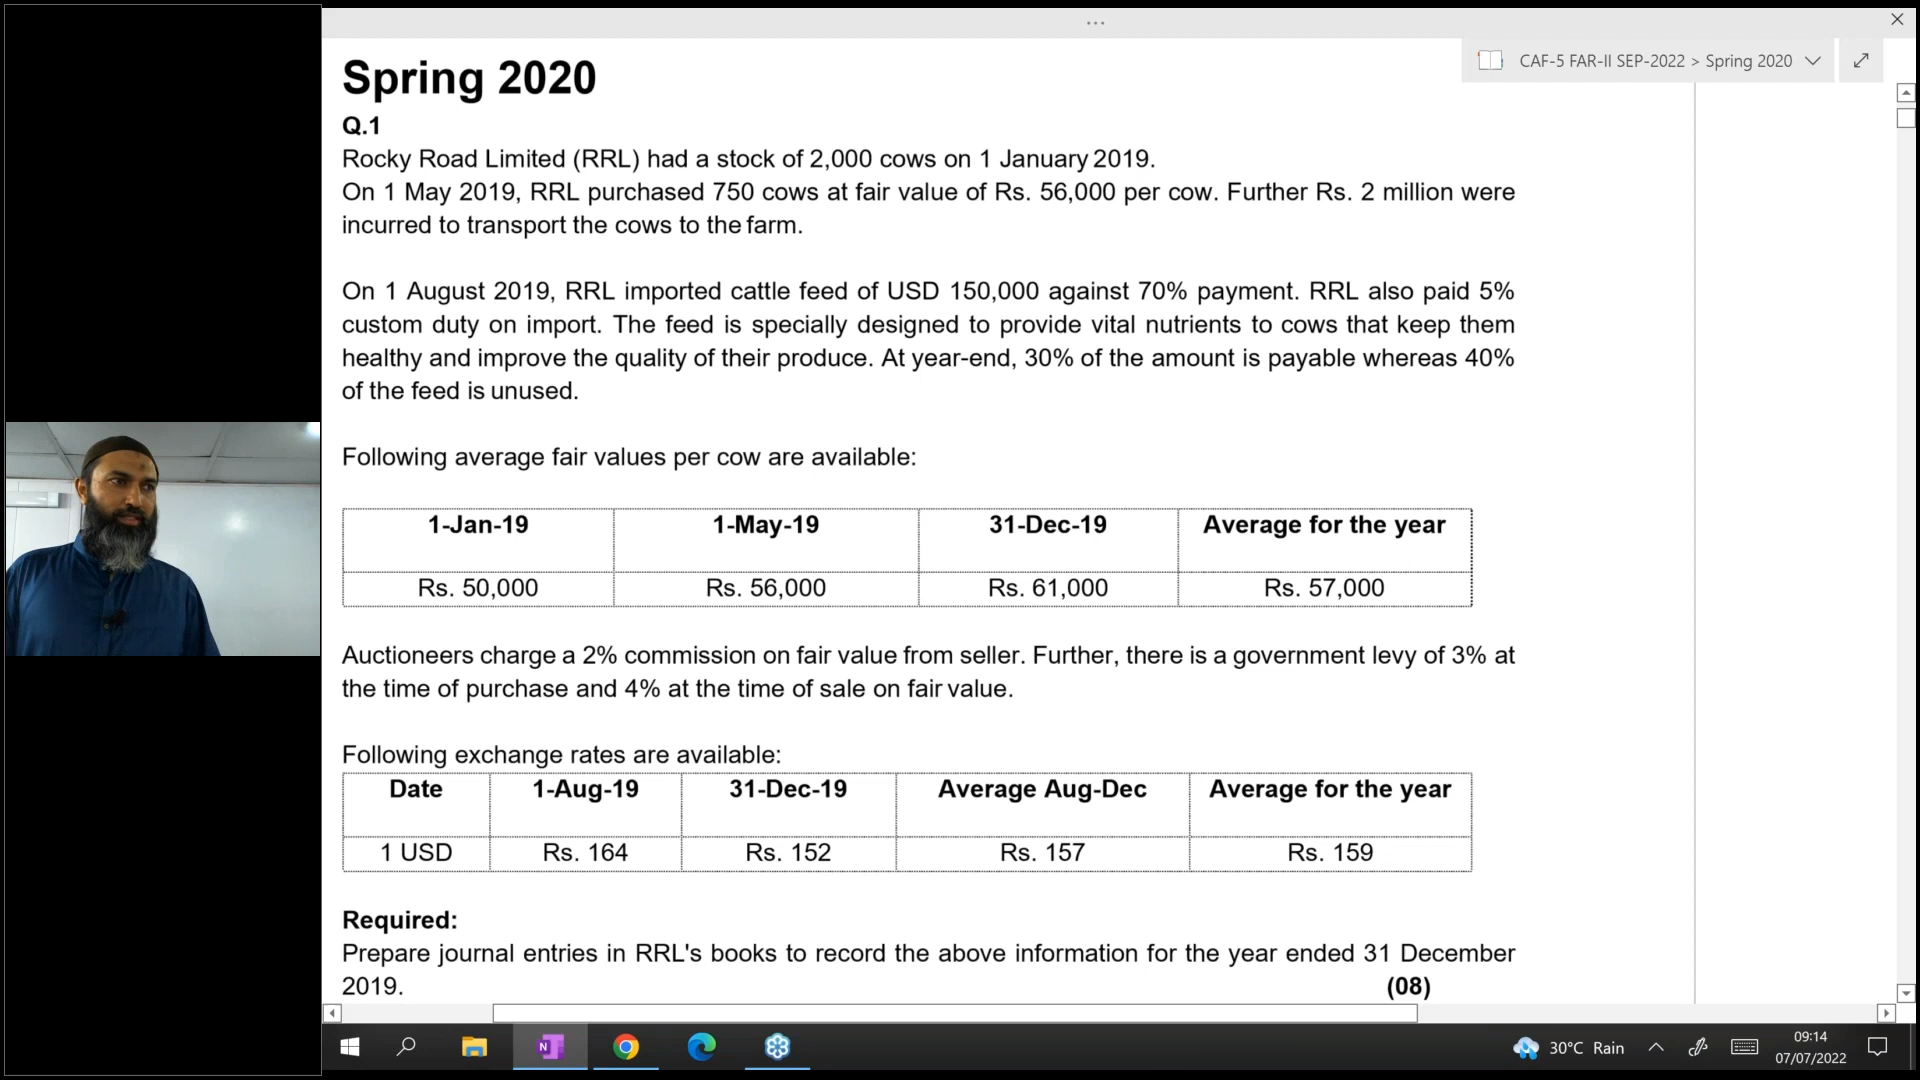 CAF-5 FAR-II SEP-2022 > Spring 2020
Spring 2020
Q.1
Rocky Road Limited (RRL) had a stock of 2,000 cows on 1 January 2019.
On 1 May 2019, RRL purchased 750 cows at fair value of Rs. 56,000 per cow. Further Rs. 2 million were
incurred to transport the cows to the farm.
On 1 August 2019, RRL imported cattle feed of USD 150,000 against 70% payment. RRL also paid 5%
custom duty on import. The feed is specially designed to provide vital nutrients to cows that keep them
healthy and improve the quality of their produce. At year-end, 30% of the amount is payable whereas 40%
of the feed is unused.
Following average fair values per cow are available:
1-Jan-19 1-May-19 31-Dec-19 Average for the year
Rs. 50,000 Rs. 56,000 Rs. 61,000 Rs. 57,000
Auctioneers charge a 2% commission on fair value from seller. Further, there is a government levy of 3% at
the time of purchase and 4% at the time of sale on fair value.
Following exchange rates are available:
Date 1-Aug-19 31-Dec-19 Average Aug-Dec Average for the year
1 USD Rs. 164 Rs. 152 Rs. 157 Rs. 159
Required:
Prepare journal entries in RRL's books to record the above information for the year ended 31 December
2019. (08)
N
30°C Rain
09:14
07/07/2022